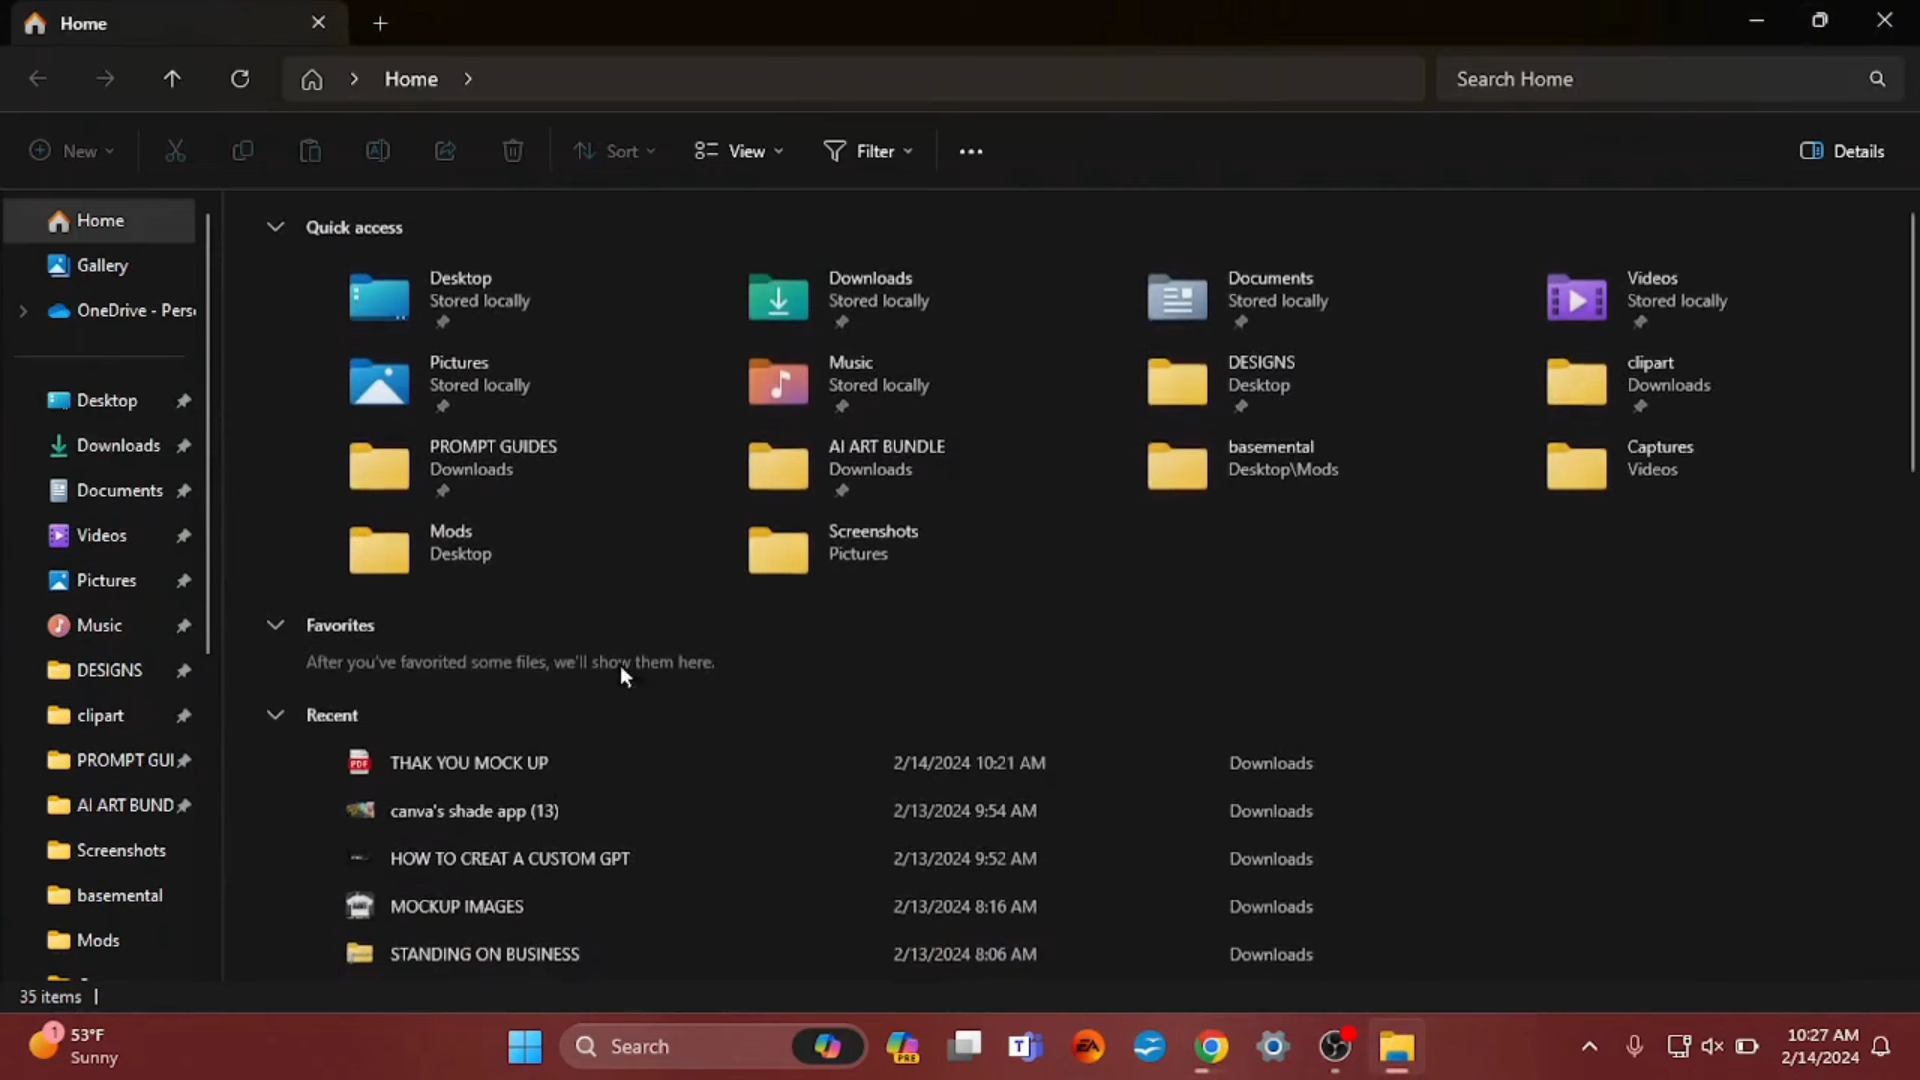 Home
Home
Search Home
New
Sort
View
Filter
Details
Home
Gallery
OneDrive - Pers
Desktop
Downloads
Documents
Videos
Pictures
Music
DESIGNS
clipart
PROMPT GUI
AI ART BUND
Screenshots
basemental
Mods
Quick access
Desktop
Stored locally
Downloads
Stored locally
Documents
Stored locally
Videos
Stored locally
Pictures
Stored locally
Music
Stored locally
DESIGNS
Desktop
clipart
Downloads
PROMPT GUIDES
Downloads
AI ART BUNDLE
Downloads
basemental
Desktop\Mods
Captures
Videos
Mods
Desktop
Screenshots
Pictures
Favorites
After you've favorited some files, we'll show them here.
Recent
THAK YOU MOCK UP 2/14/2024 10:21 AM Downloads
canva's shade app (13) 2/13/2024 9:54 AM Downloads
HOW TO CREAT A CUSTOM GPT 2/13/2024 9:52 AM Downloads
MOCKUP IMAGES 2/13/2024 8:16 AM Downloads
STANDING ON BUSINESS 2/13/2024 8:06 AM Downloads
35 items
1
53°F
Sunny
Search
PRE
T
EA
10:27 AM
2/14/2024